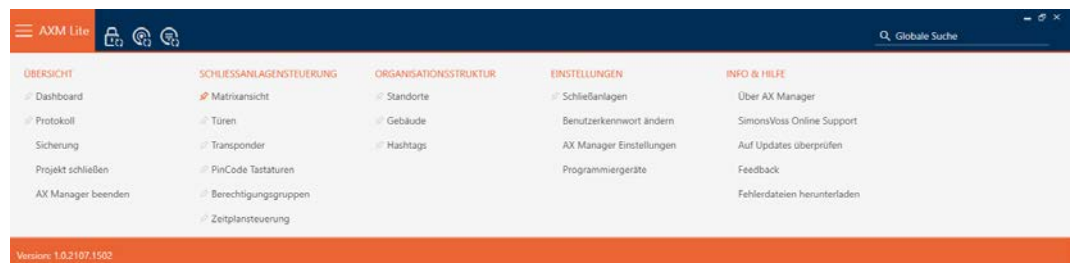 AXM Lite
Globale Suche
ÜBERSICHT
Dashboard
Protokoll
Sicherung
Projekt schließen
AX Manager beenden
SCHLIESSANLAGENSTEUERUNG
Matrixansicht
Türen
Transponder
PinCode Tastaturen
Berechtigungsgruppen
Zeitplansteuerung
ORGANISATIONSSTRUKTUR
Standorte
Gebäude
Hashtags
EINSTELLUNGEN
Schließanlagen
Benutzerkennwort ändern
AX Manager Einstellungen
Programmiergeräte
INFO & HILFE
Über AX Manager
SimonsVoss Online Support
Auf Updates überprüfen
Feedback
Fehlerdateien herunterladen
Version: 1.0.2107.1502